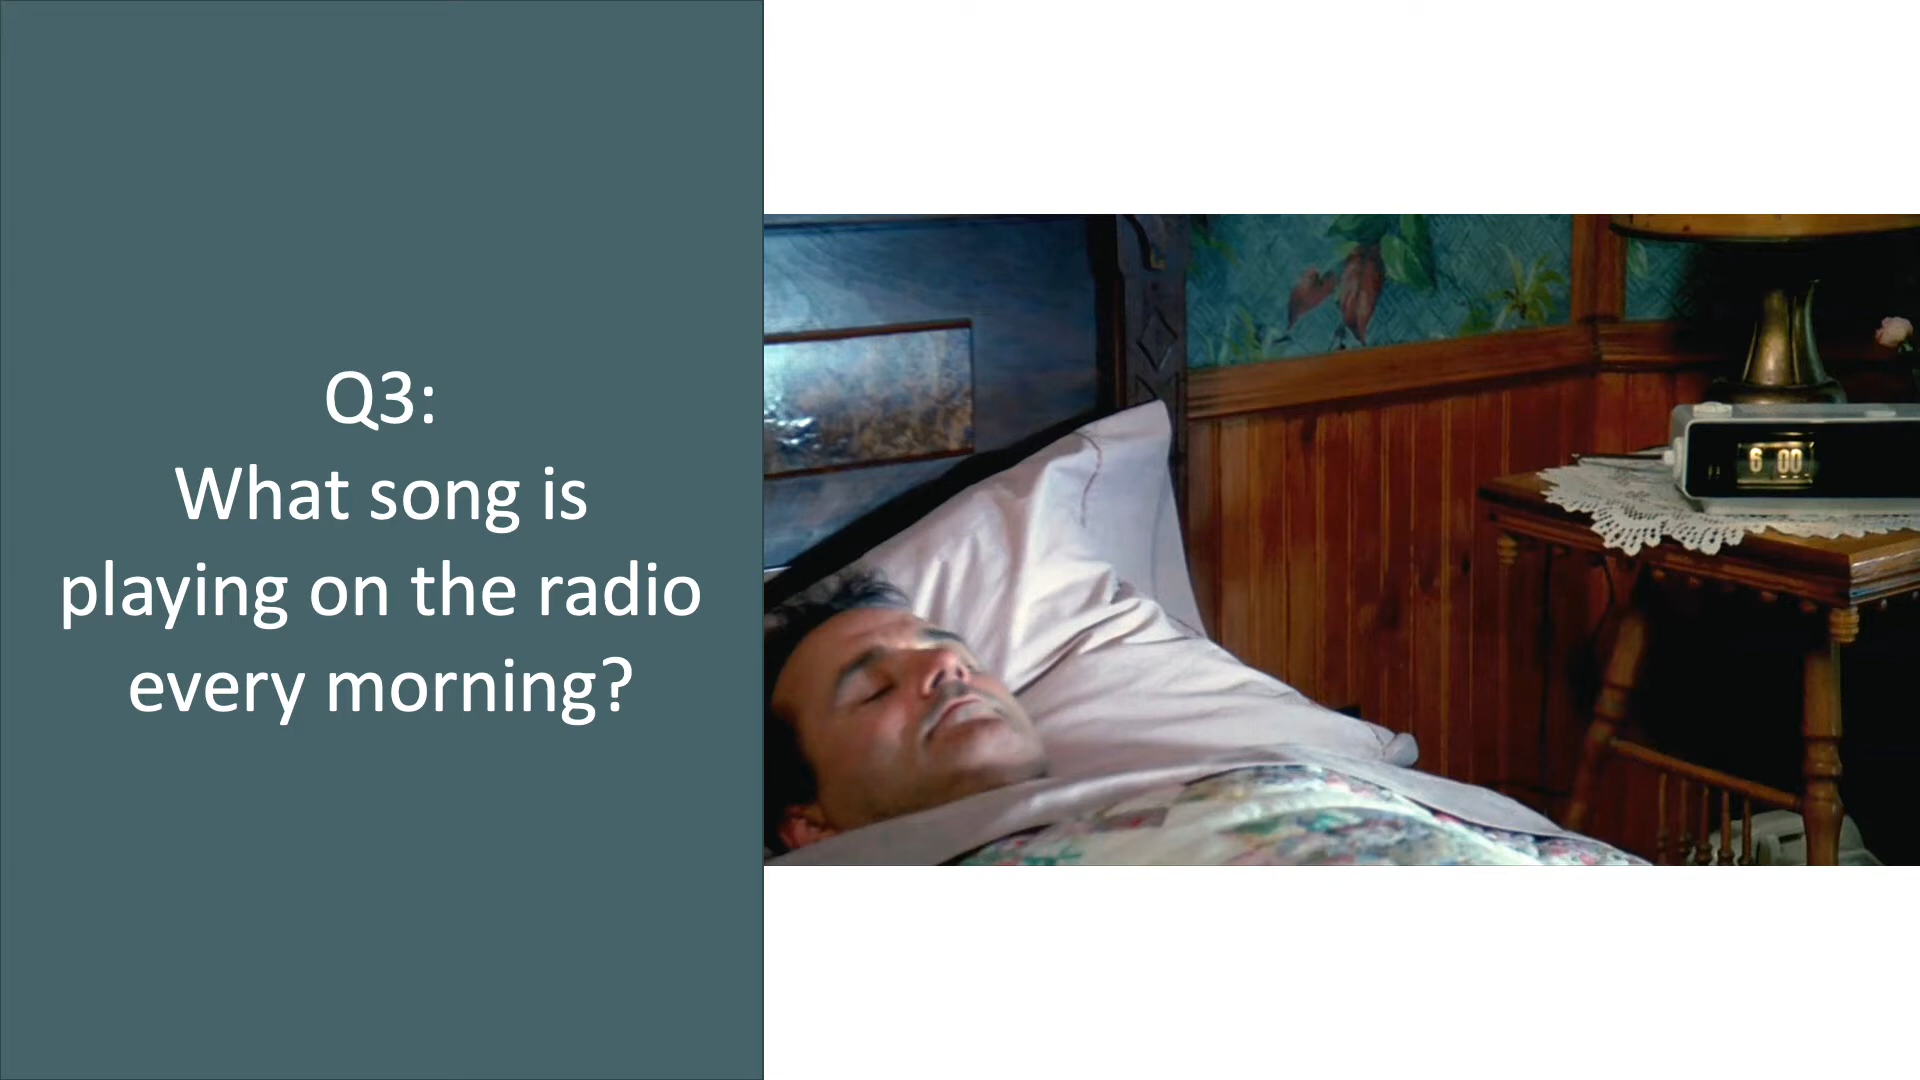 Q3:
What song is
playing on the radio
every morning?
6 00